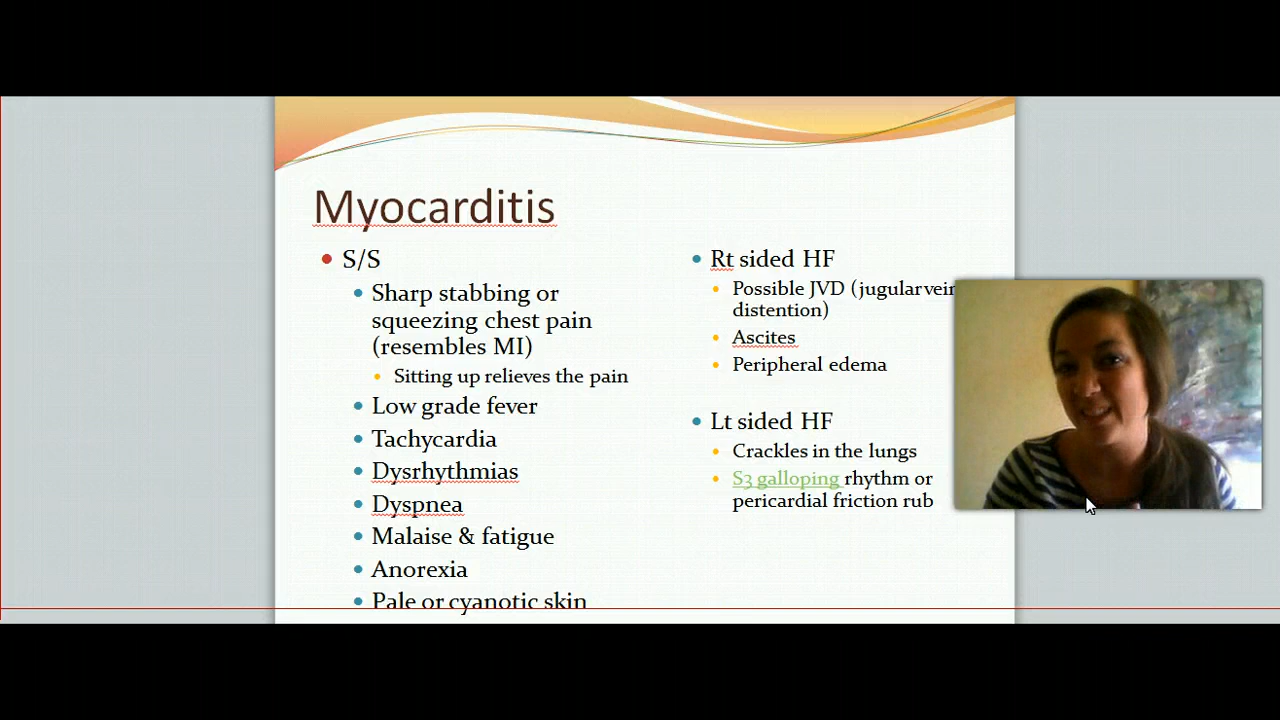 Myocarditis
S/S
Sharp stabbing or
squeezing chest pain
(resembles MI)
Sitting up relieves the pain
Low grade fever
Tachycardia
Dysrhythmias
Dyspnea
Malaise & fatigue
Anorexia
Pale or cyanotic skin
Rt sided HF
Possible JVD (jugular vein
distention)
Ascites
Peripheral edema
Lt sided HF
Crackles in the lungs
S3 galloping rhythm or
pericardial friction rub